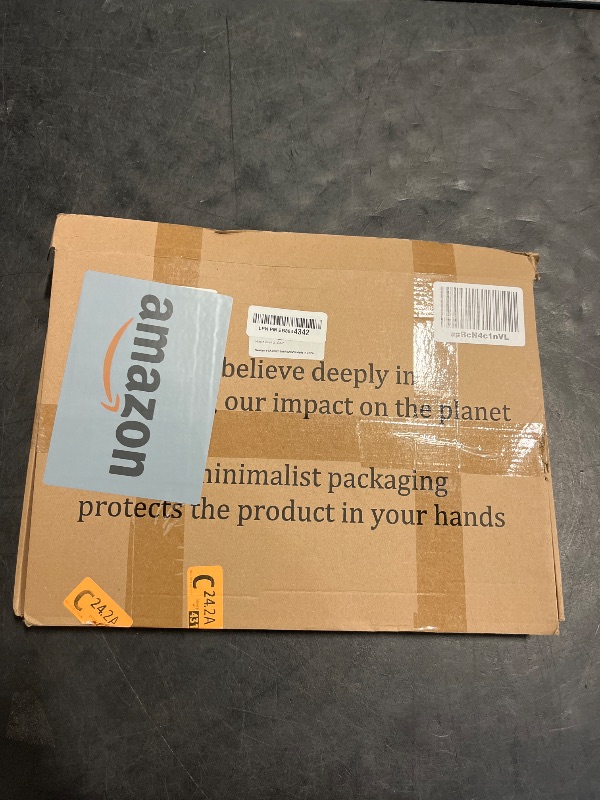 amazon
4342
spRcN4c1nVL
believe deeply in
our impact on the planet
minimalist packaging
protects the product in your hands
C 24.2A
C 24.2A